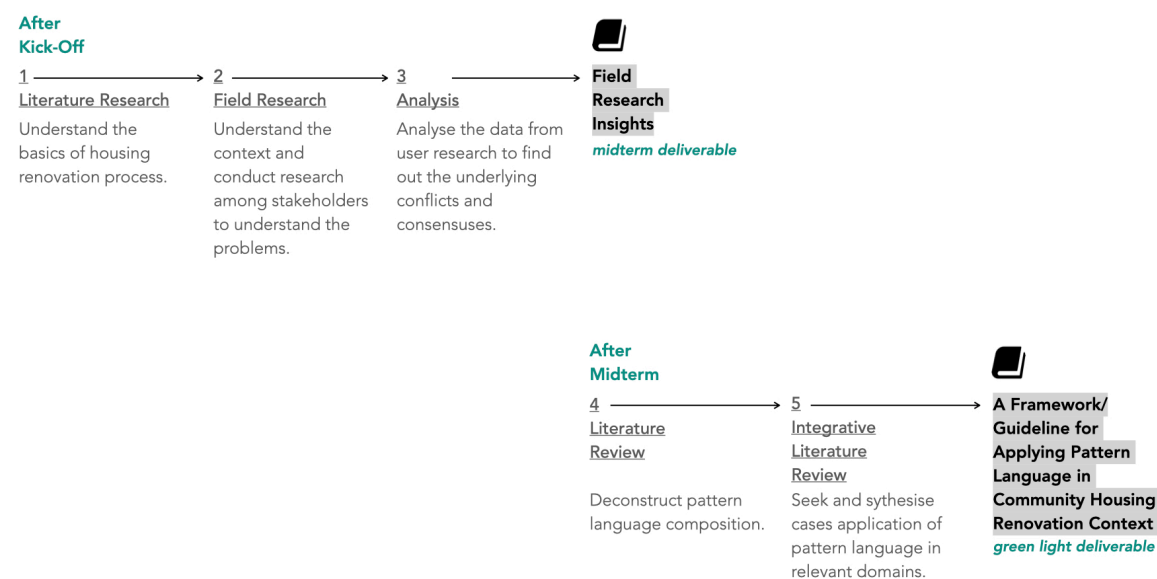 After
Kick-Off
1
Literature Research
Understand the
basics of housing
renovation process.
2
Field Research
Understand the
context and
conduct research
among stakeholders
to understand the
problems.
3
Analysis
Analyse the data from
user research to find
out the underlying
conflicts and
consensuses.
Field
Research
Insights
midterm deliverable
After
Midterm
4
Literature
Review
Deconstruct pattern
language composition.
5
Integrative
Literature
Review
Seek and sythesise
cases application of
pattern language in
relevant domains.
A Framework/
Guideline for
Applying Pattern
Language in
Community Housing
Renovation Context
green light deliverable